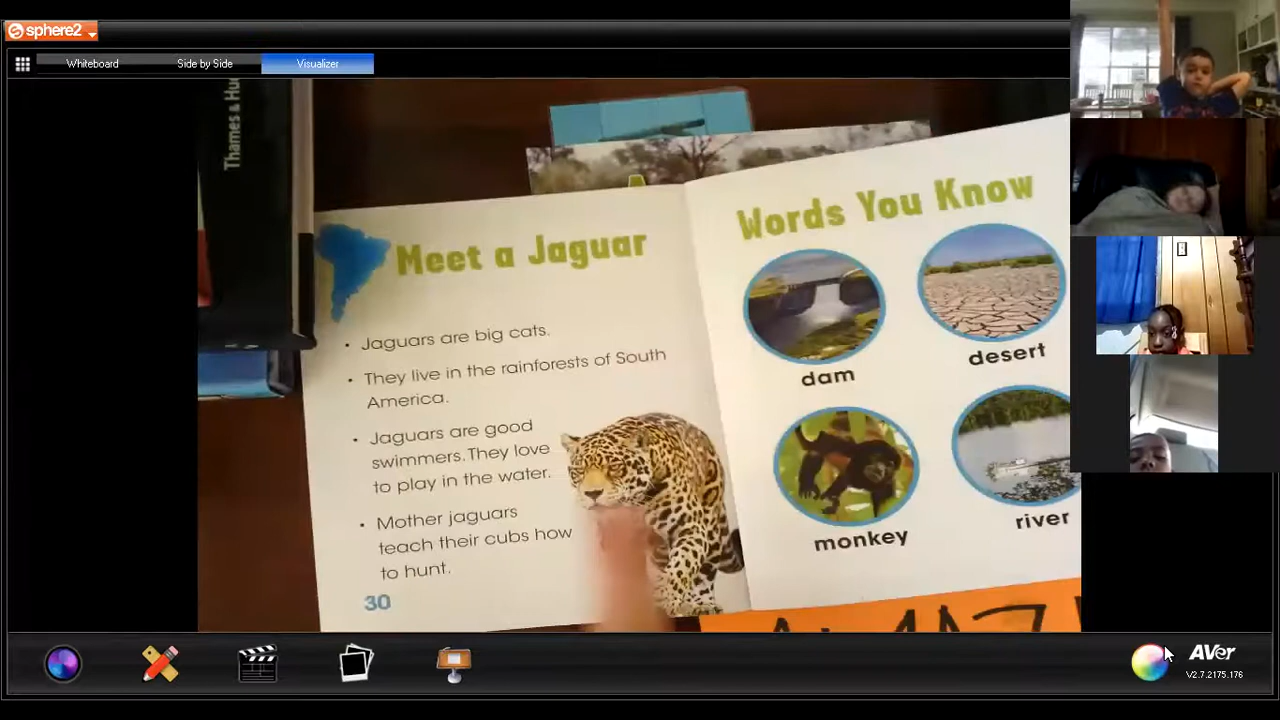 sphere2
Whiteboard
Side by Side
Visualizer
Thames & Hu
Meet a Jaguar
• Jaguars are big cats.
• They live in the rainforests of South
America.
• Jaguars are good
swimmers. They love
to play in the water.
• Mother jaguars
teach their cubs how
to hunt.
30
Words You Know
dam
desert
monkey
river
AVer
V2.7.2175.176